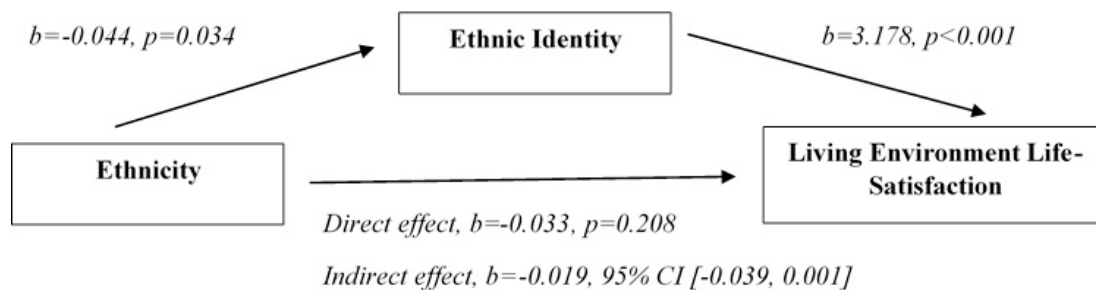 b=-0.044, p=0.034
Ethnic Identity
b=3.178, p<0.001
Ethnicity
Living Environment Life-
Satisfaction
Direct effect, b=-0.033, p=0.208
Indirect effect, b=-0.019, 95% CI [-0.039, 0.001]